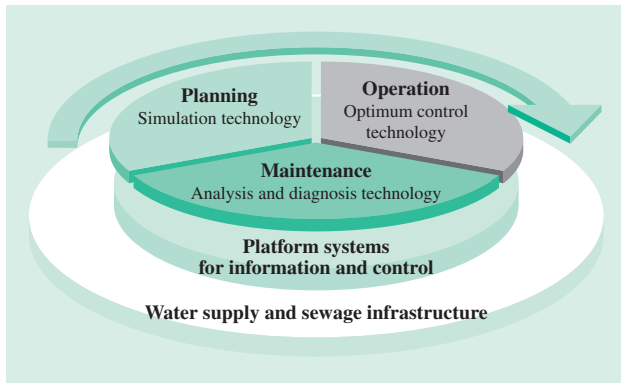 Planning
Simulation technology
Operation
Optimum control
technology
Maintenance
Analysis and diagnosis technology
Platform systems
for information and control
Water supply and sewage infrastructure